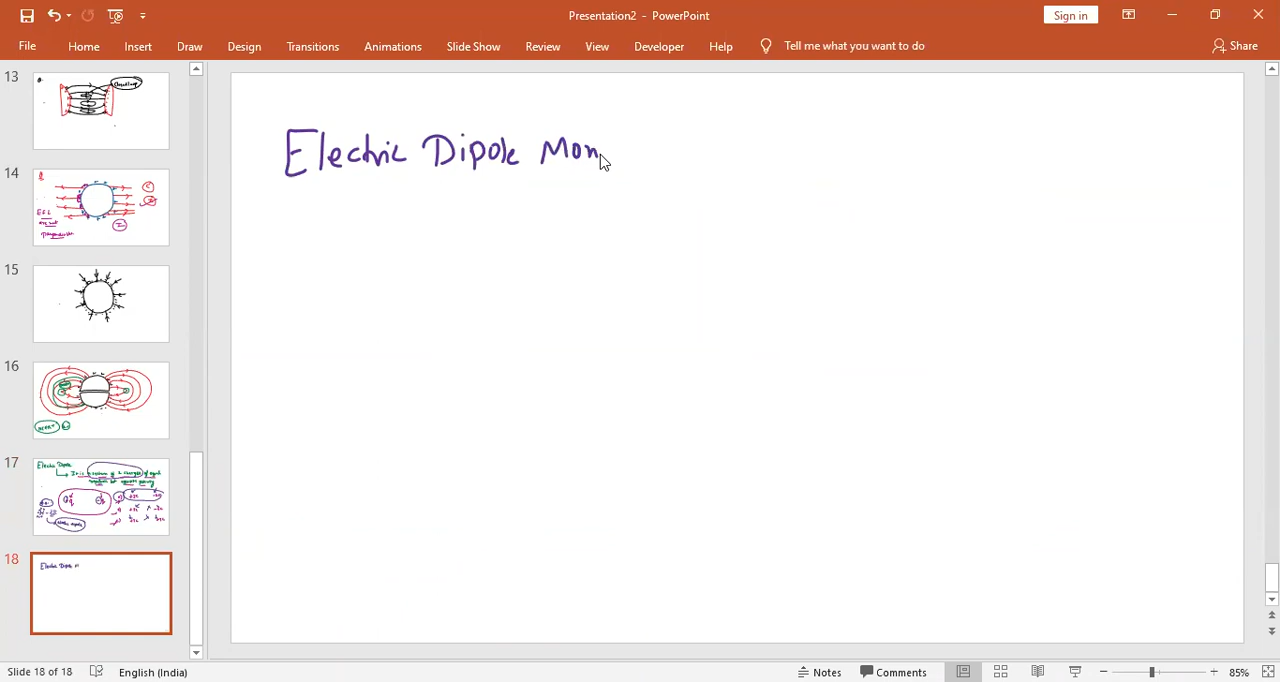 Presentation2 - PowerPoint
Sign in
File Home Insert Draw Design Transitions Animations Slide Show Review View Developer Help Tell me what you want to do Share
13
14
15
16
17
Electric Dipole
18
Electric Dipole Mom
Slide 18 of 18 English (India) Notes Comments 85%